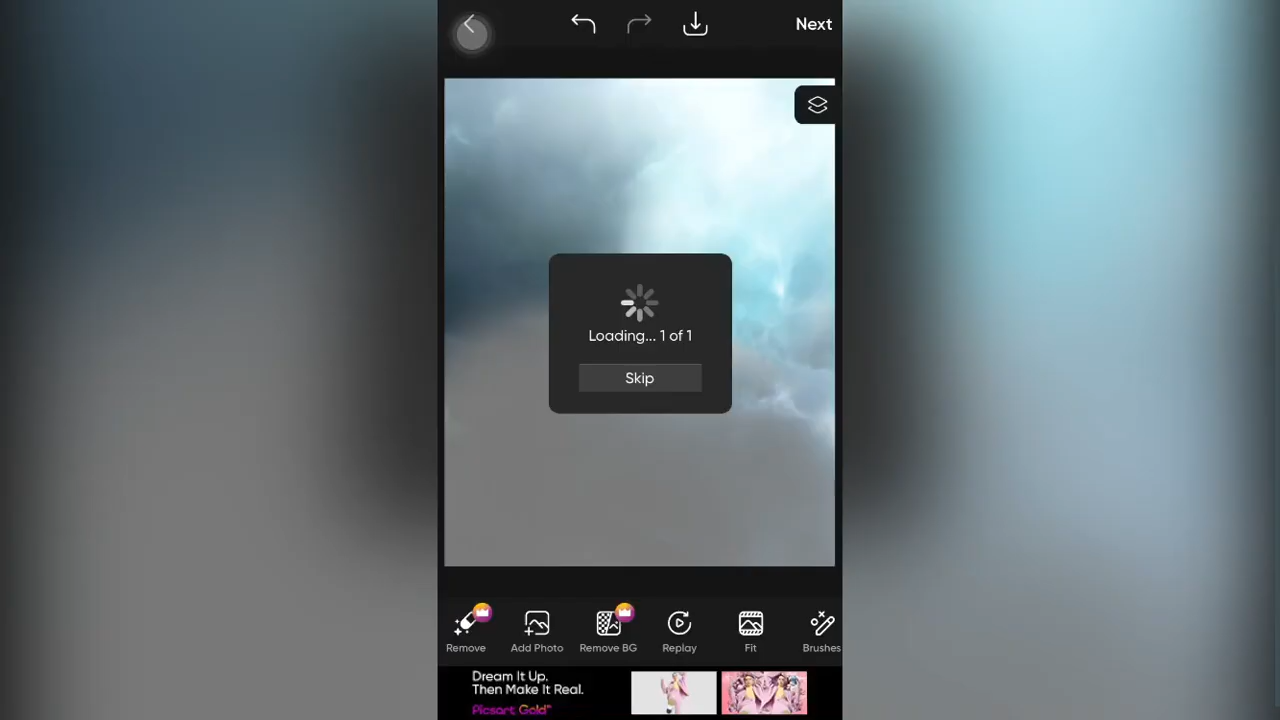 Next
Loading... 1 of 1
Skip
Remove
Add Photo
Remove BG
Replay
Fit
Brushes
Dream It Up.
Then Make It Real.
Picsart Gold